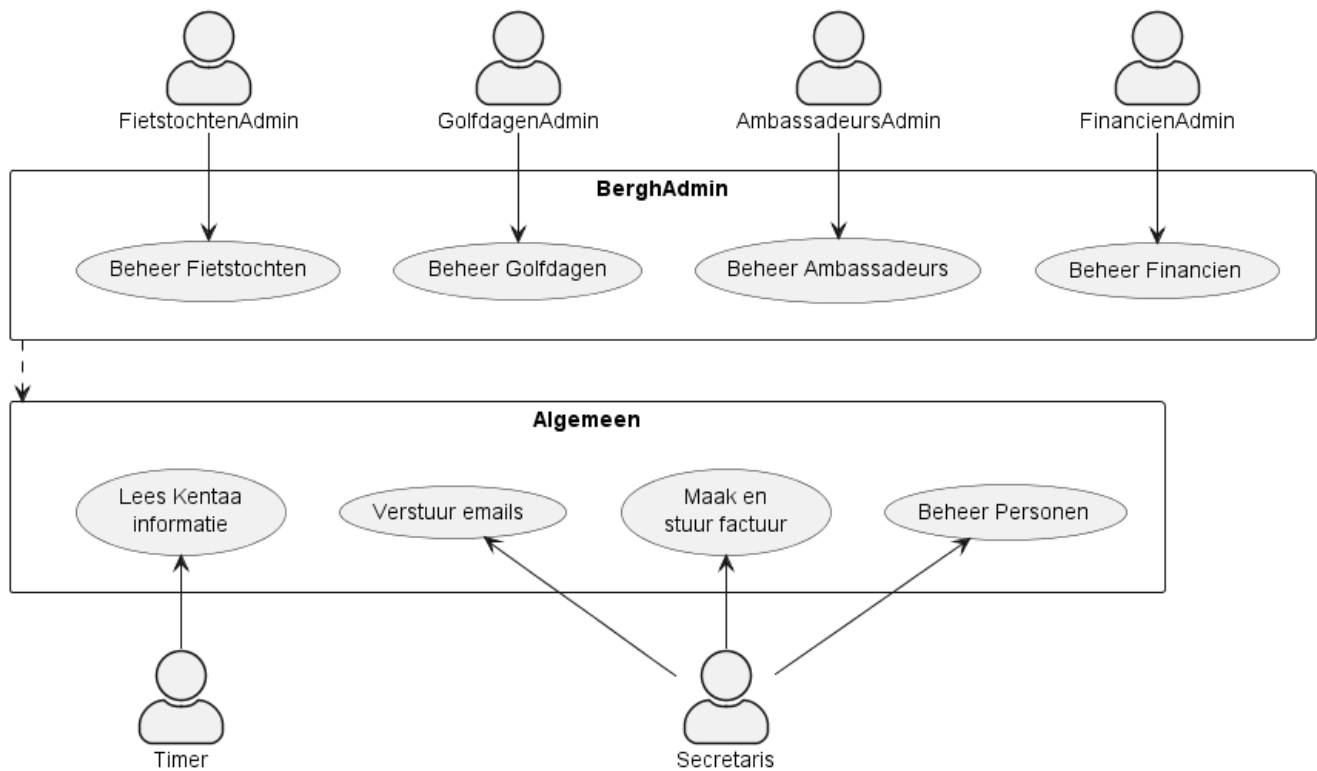 FietstochtenAdmin
GolfdagenAdmin
AmbassadeursAdmin
FinancienAdmin
BerghAdmin
Beheer Fietstochten
Beheer Golfdagen
Beheer Ambassadeurs
Beheer Financien
Algemeen
Lees Kentaa
informatie
Verstuur emails
Maak en
stuur factuur
Beheer Personen
Timer
Secretaris